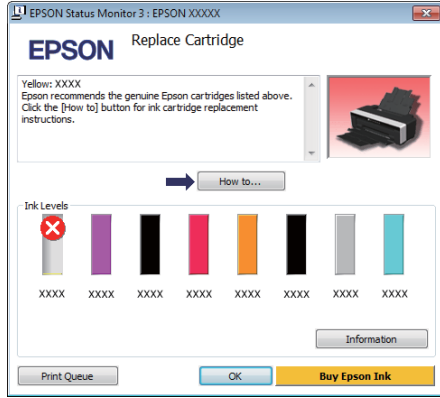 EPSON Status Monitor 3 : EPSON XXXXX
EPSON
Replace Cartridge
Yellow: XXXX
Epson recommends the genuine Epson cartridges listed above.
Click the [How to] button for ink cartridge replacement
instructions.
How to...
Ink Levels
XXXX XXXX XXXX XXXX XXXX XXXX XXXX XXXX
Information
Print Queue OK Buy Epson Ink